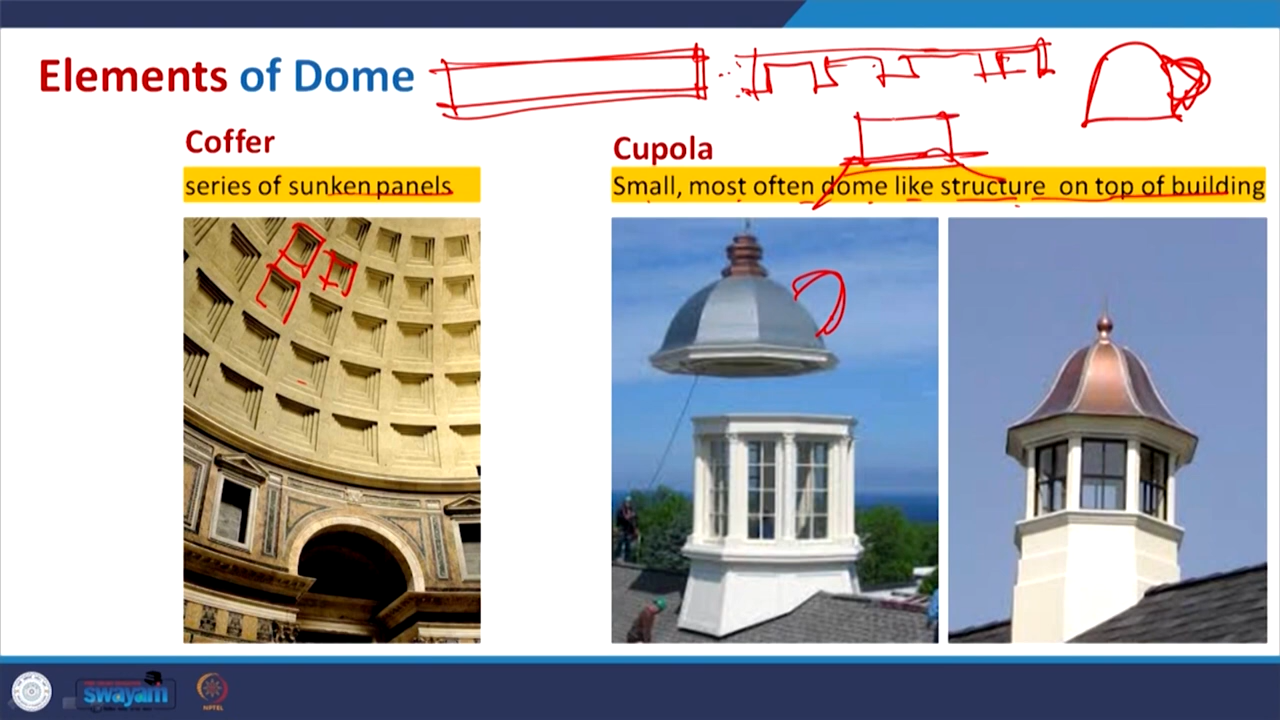 Elements of Dome
Coffer
series of sunken panels
Cupola
Small, most often dome like structure on top of building
swayam
NPTEL